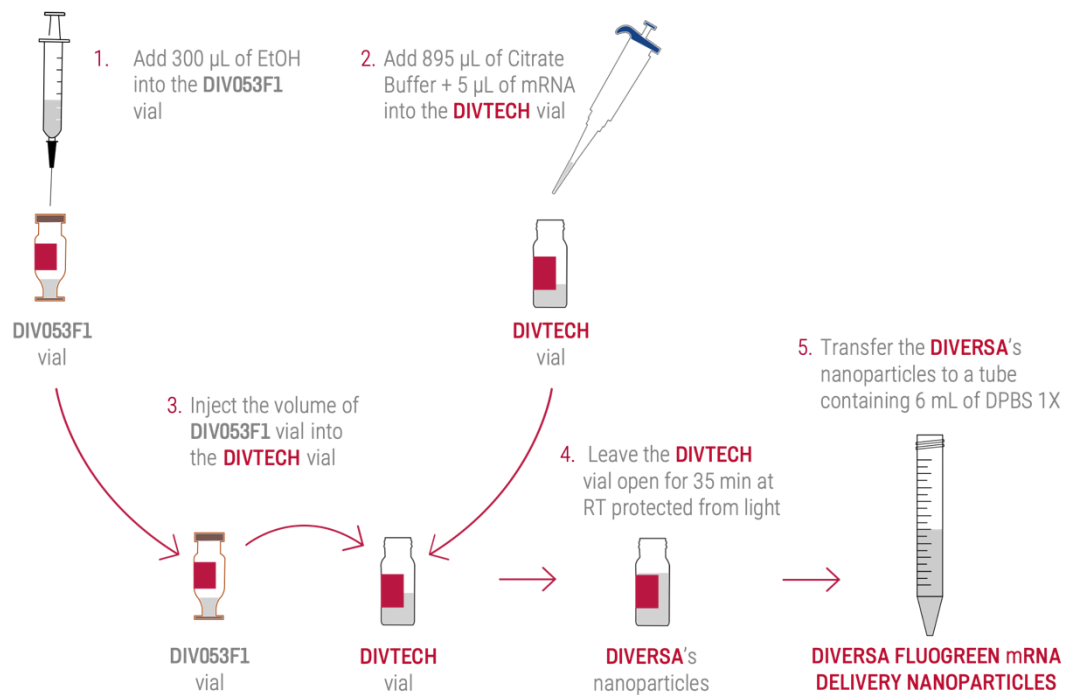 1. Add 300 µL of EtOH
into the DIV053F1
vial
2. Add 895 µL of Citrate
Buffer + 5 µL of mRNA
into the DIVTECH vial
DIV053F1
vial
DIVTECH
vial
3. Inject the volume of
DIV053F1 vial into
the DIVTECH vial
4. Leave the DIVTECH
vial open for 35 min at
RT protected from light
5. Transfer the DIVERSA's
nanoparticles to a tube
containing 6 mL of DPBS 1X
DIV053F1
vial
DIVTECH
vial
DIVERSA's
nanoparticles
DIVERSA FLUOGREEN mRNA
DELIVERY NANOPARTICLES